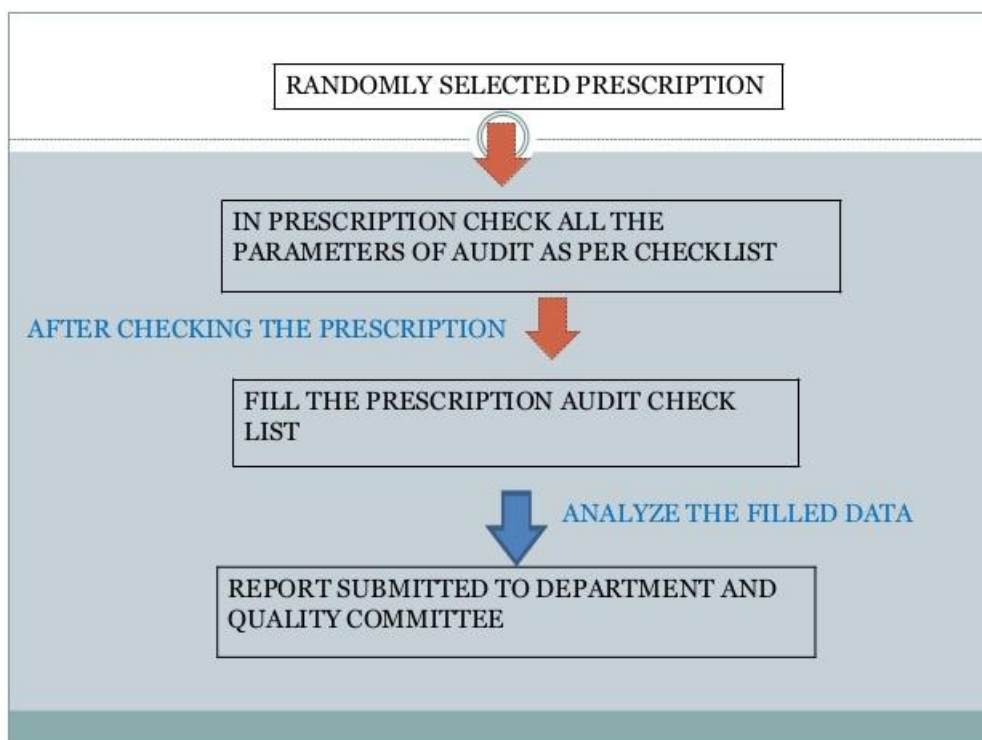 RANDOMLY SELECTED PRESCRIPTION
IN PRESCRIPTION CHECK ALL THE
PARAMETERS OF AUDIT AS PER CHECKLIST
AFTER CHECKING THE PRESCRIPTION
FILL THE PRESCRIPTION AUDIT CHECK
LIST
ANALYZE THE FILLED DATA
REPORT SUBMITTED TO DEPARTMENT AND
QUALITY COMMITTEE